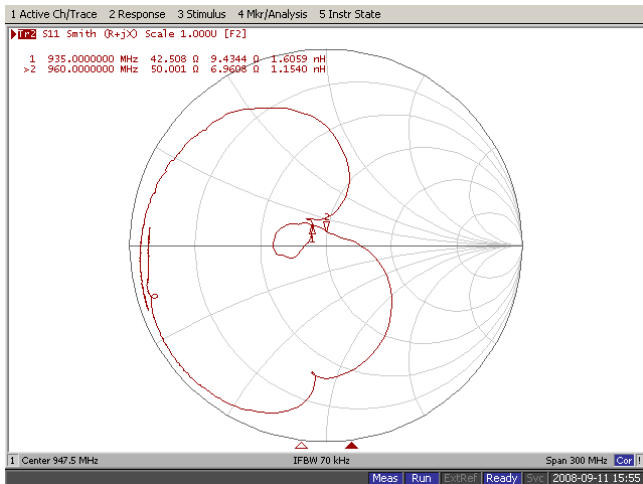 1 Active Ch/Trace 2 Response 3 Stimulus 4 Mkr/Analysis 5 Instr State
Tr2 S11 Smith (R+jX) Scale 1.000U [F2]
1 935.0000000 MHz 42.508 Ω 9.4344 Ω 1.6059 nH
>2 960.0000000 MHz 50.001 Ω 6.9608 Ω 1.1540 nH
2
1
1 Center 947.5 MHz IFBW 70 kHz Span 300 MHz Cor !
Meas Run ExtRef Ready Svc 2008-09-11 15:55